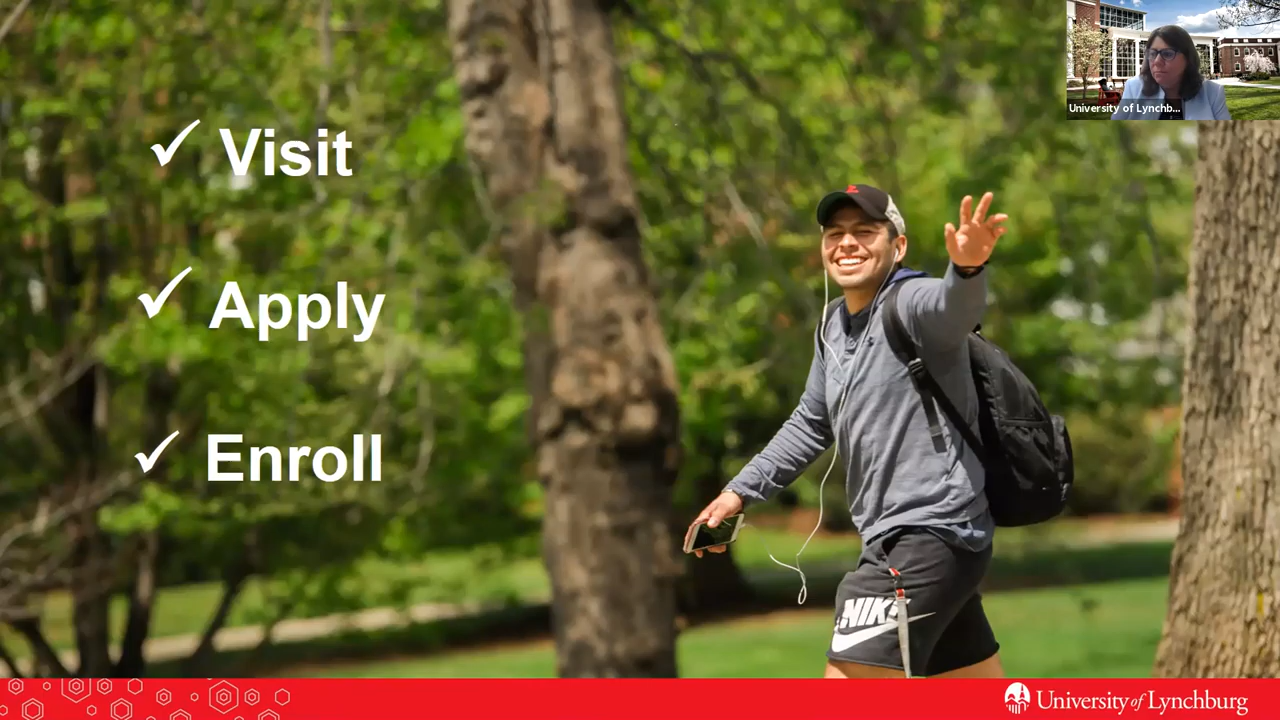 University of Lynchb...
Visit
Apply
Enroll
NIKE
University of Lynchburg